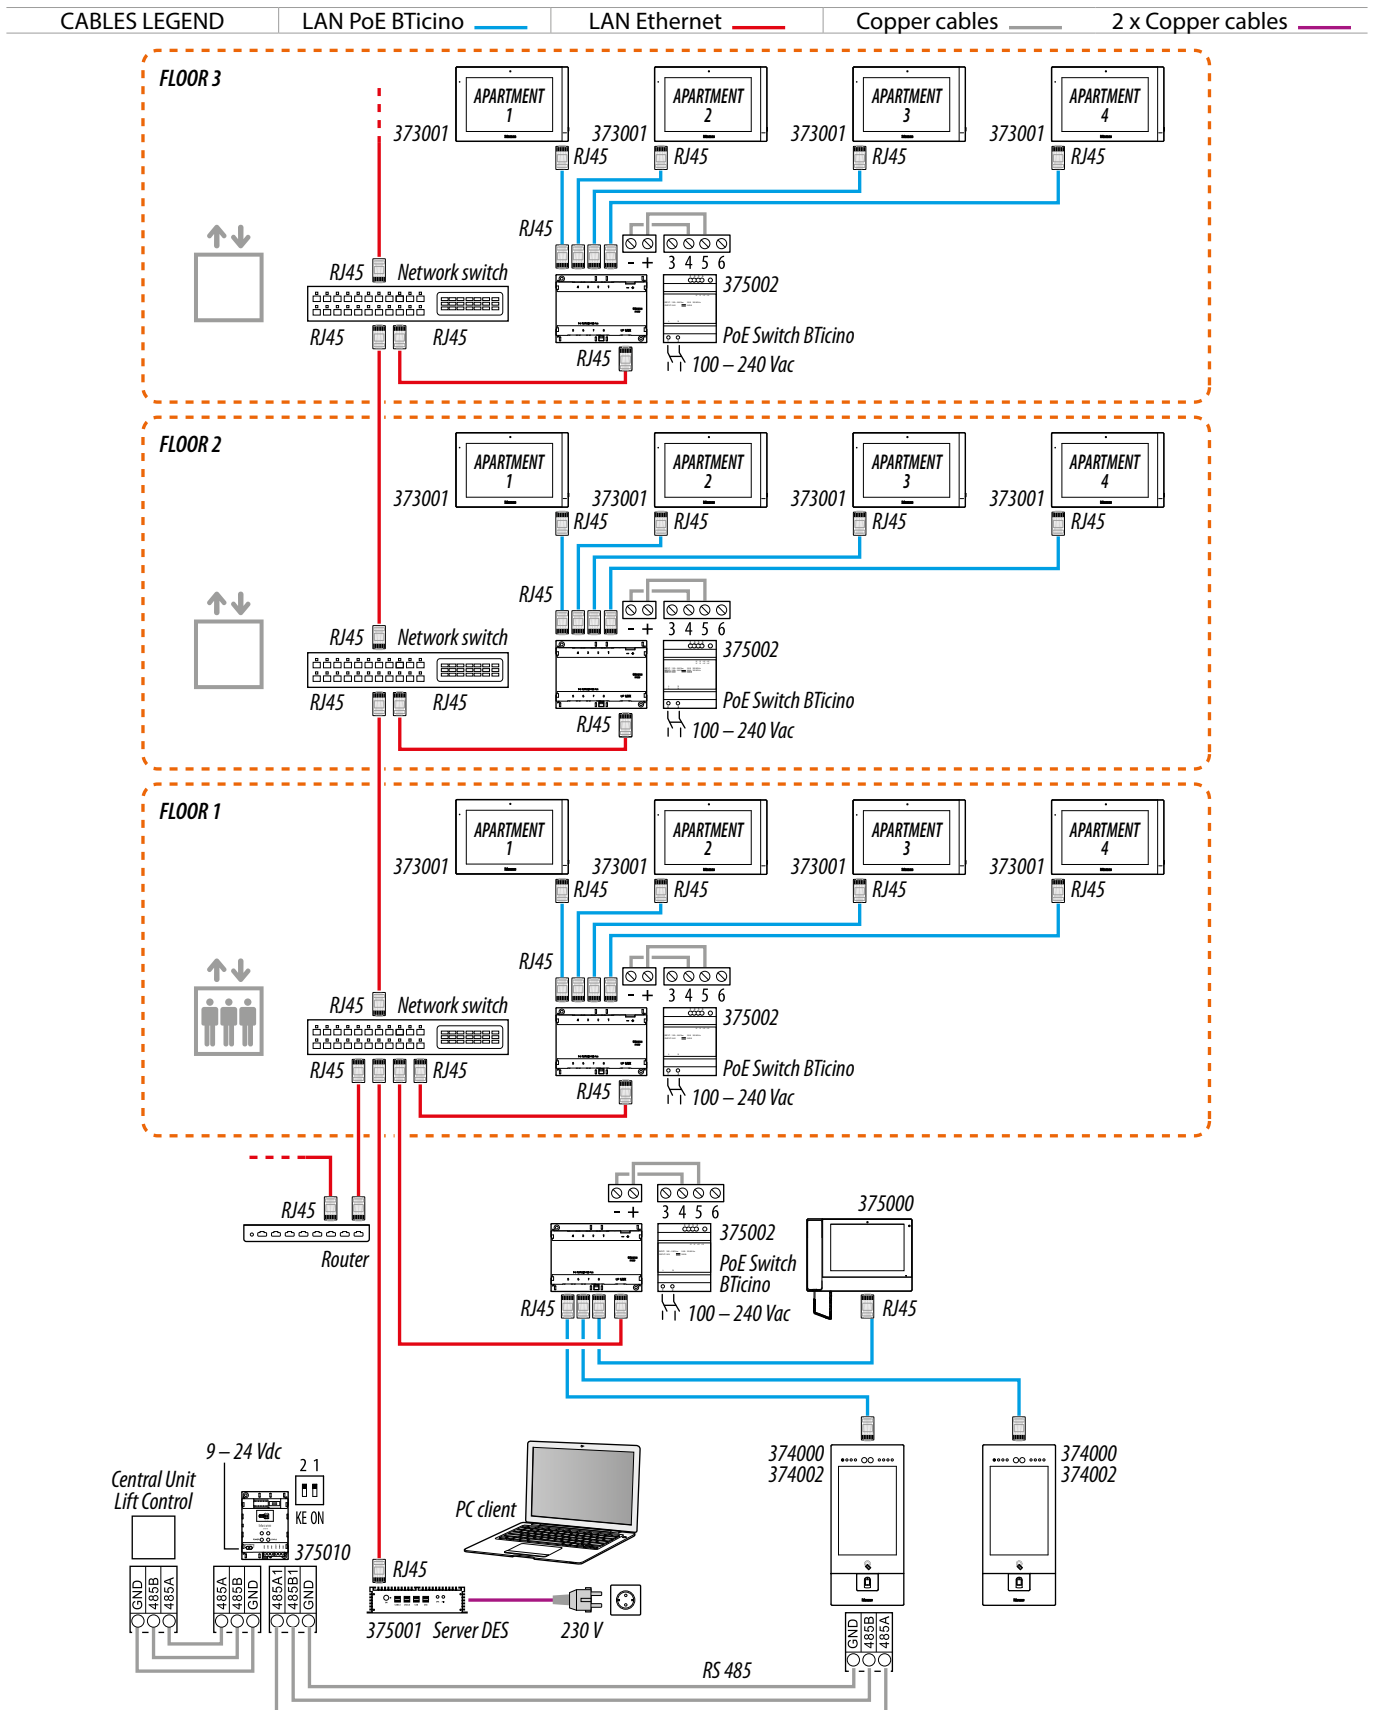 CABLES LEGEND LAN PoE BTicino LAN Ethernet Copper cables 2 x Copper cables
FLOOR 3
APARTMENT
1
APARTMENT
2
APARTMENT
3
APARTMENT
4
373001 373001 373001 373001
RJ45 RJ45 RJ45 RJ45
RJ45
- + 3 4 5 6
RJ45 Network switch
375002
RJ45 RJ45
PoE Switch BTicino
RJ45
100 – 240 Vac
FLOOR 2
APARTMENT
1
APARTMENT
2
APARTMENT
3
APARTMENT
4
373001 373001 373001 373001
RJ45 RJ45 RJ45 RJ45
RJ45
- + 3 4 5 6
RJ45 Network switch
375002
RJ45 RJ45
PoE Switch BTicino
RJ45
100 – 240 Vac
FLOOR 1
APARTMENT
1
APARTMENT
2
APARTMENT
3
APARTMENT
4
373001 373001 373001 373001
RJ45 RJ45 RJ45 RJ45
RJ45
- + 3 4 5 6
RJ45 Network switch
375002
RJ45 RJ45
PoE Switch BTicino
RJ45
100 – 240 Vac
RJ45
Router
- + 3 4 5 6
375002
PoE Switch
BTicino
RJ45
100 – 240 Vac
375000
RJ45
374000
374002
374000
374002
9 – 24 Vdc
2 1
KE ON
Central Unit
Lift Control
375010
PC client
RJ45
375001 Server DES
230 V
GND
485B
485A
485A
485B
GND
485A1
485B1
GND
GND
485B
485A
RS 485